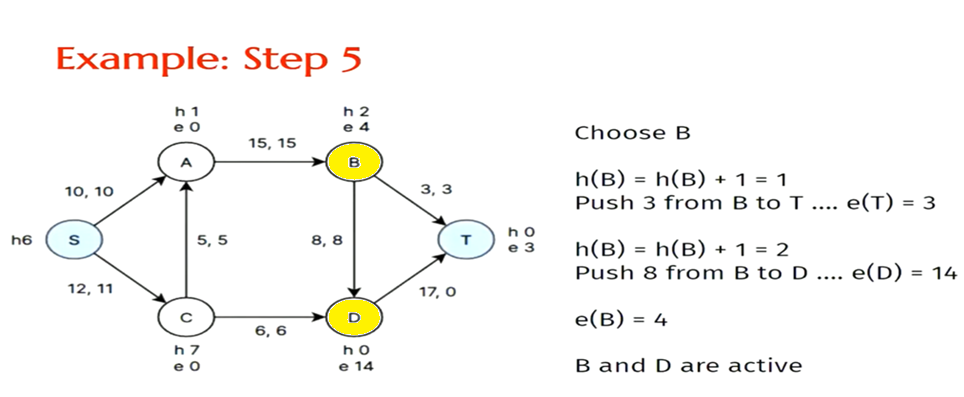 Example: Step 5
h 1
e 0
h 2
e 4
15, 15
A
B
10, 10
3, 3
h6
S
5, 5
8, 8
T
h 0
e 3
12, 11
17, 0
C
6, 6
D
h 7
e 0
h 0
e 14
Choose B
h(B) = h(B) + 1 = 1
Push 3 from B to T .... e(T) = 3
h(B) = h(B) + 1 = 2
Push 8 from B to D .... e(D) = 14
e(B) = 4
B and D are active